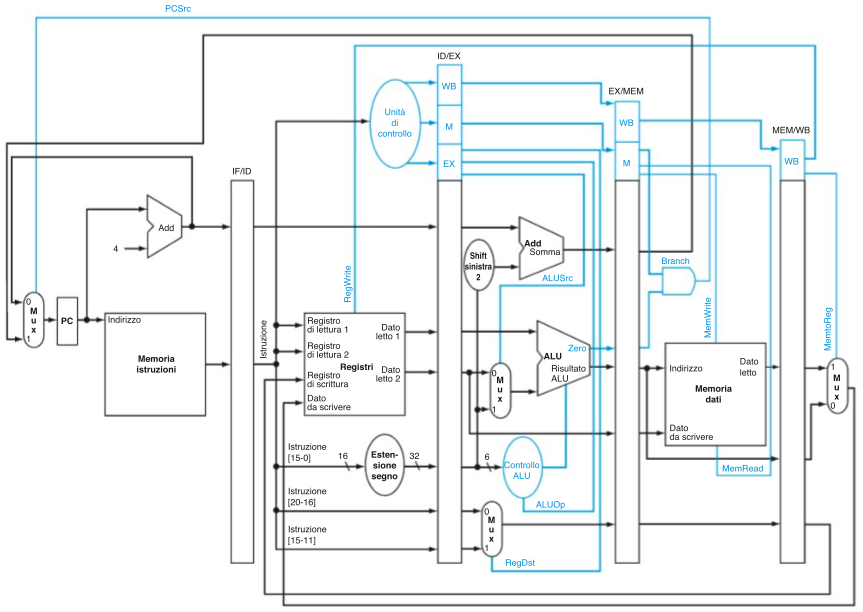 PCSrc
ID/EX
WB
EX/MEM
Unità
di
controllo
M
WB
MEM/WB
EX
M
WB
IF/ID
Add
4
Add
Somma
Shift
sinistra
2
ALUSrc
Branch
RegWrite
MemWrite
MemtoReg
0
M
u
x
1
PC
Indirizzo
Memoria
istruzioni
Istruzione
Registro
di lettura 1
Registro
di lettura 2
Registri
Registro
di scrittura
Dato
da scrivere
Dato
letto 1
Dato
letto 2
0
M
u
x
1
ALU
Zero
Risultato
ALU
Indirizzo
Dato
letto
Memoria
dati
Dato
da scrivere
1
M
u
x
0
Istruzione
[15-0]
16
Esten-
sione
segno
32
6
Controllo
ALU
MemRead
Istruzione
[20-16]
ALUOp
Istruzione
[15-11]
0
M
u
x
1
RegDst